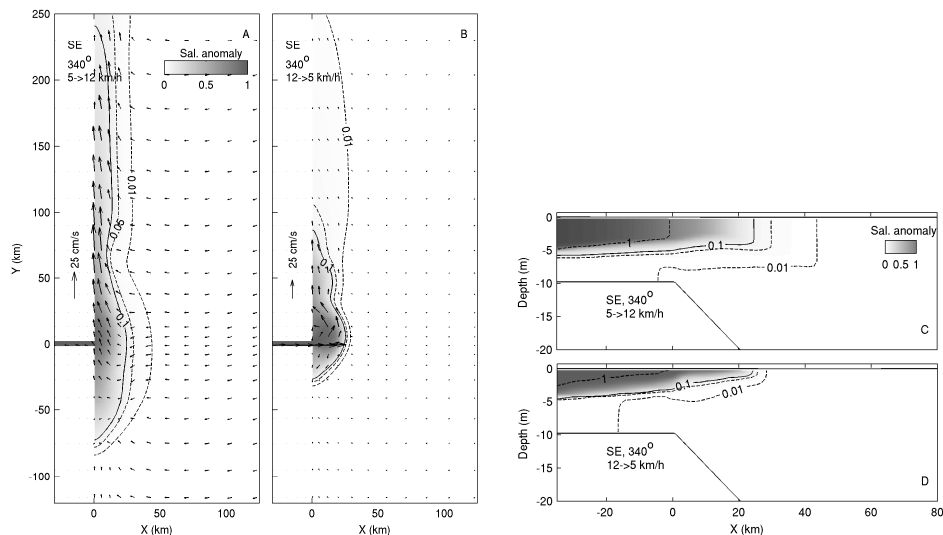 A
SE
340°
5->12 km/h
Sal. anomaly
0 0.5 1
250
200
150
100
50
0
-50
-100
Y (km)
25 cm/s
0.01
0.05
0.1
0 50 100
X (km)
B
SE
340°
12->5 km/h
25 cm/s
0.01
0.1
0 50 100
X (km)
0
-5
-10
-15
-20
Depth (m)
1
0.1
0.01
Sal. anomaly
0 0.5 1
SE, 340°
5->12 km/h
C
0
-5
-10
-15
-20
Depth (m)
1
0.1
0.01
SE, 340°
12->5 km/h
D
-20 0 20 40 60 80
X (km)